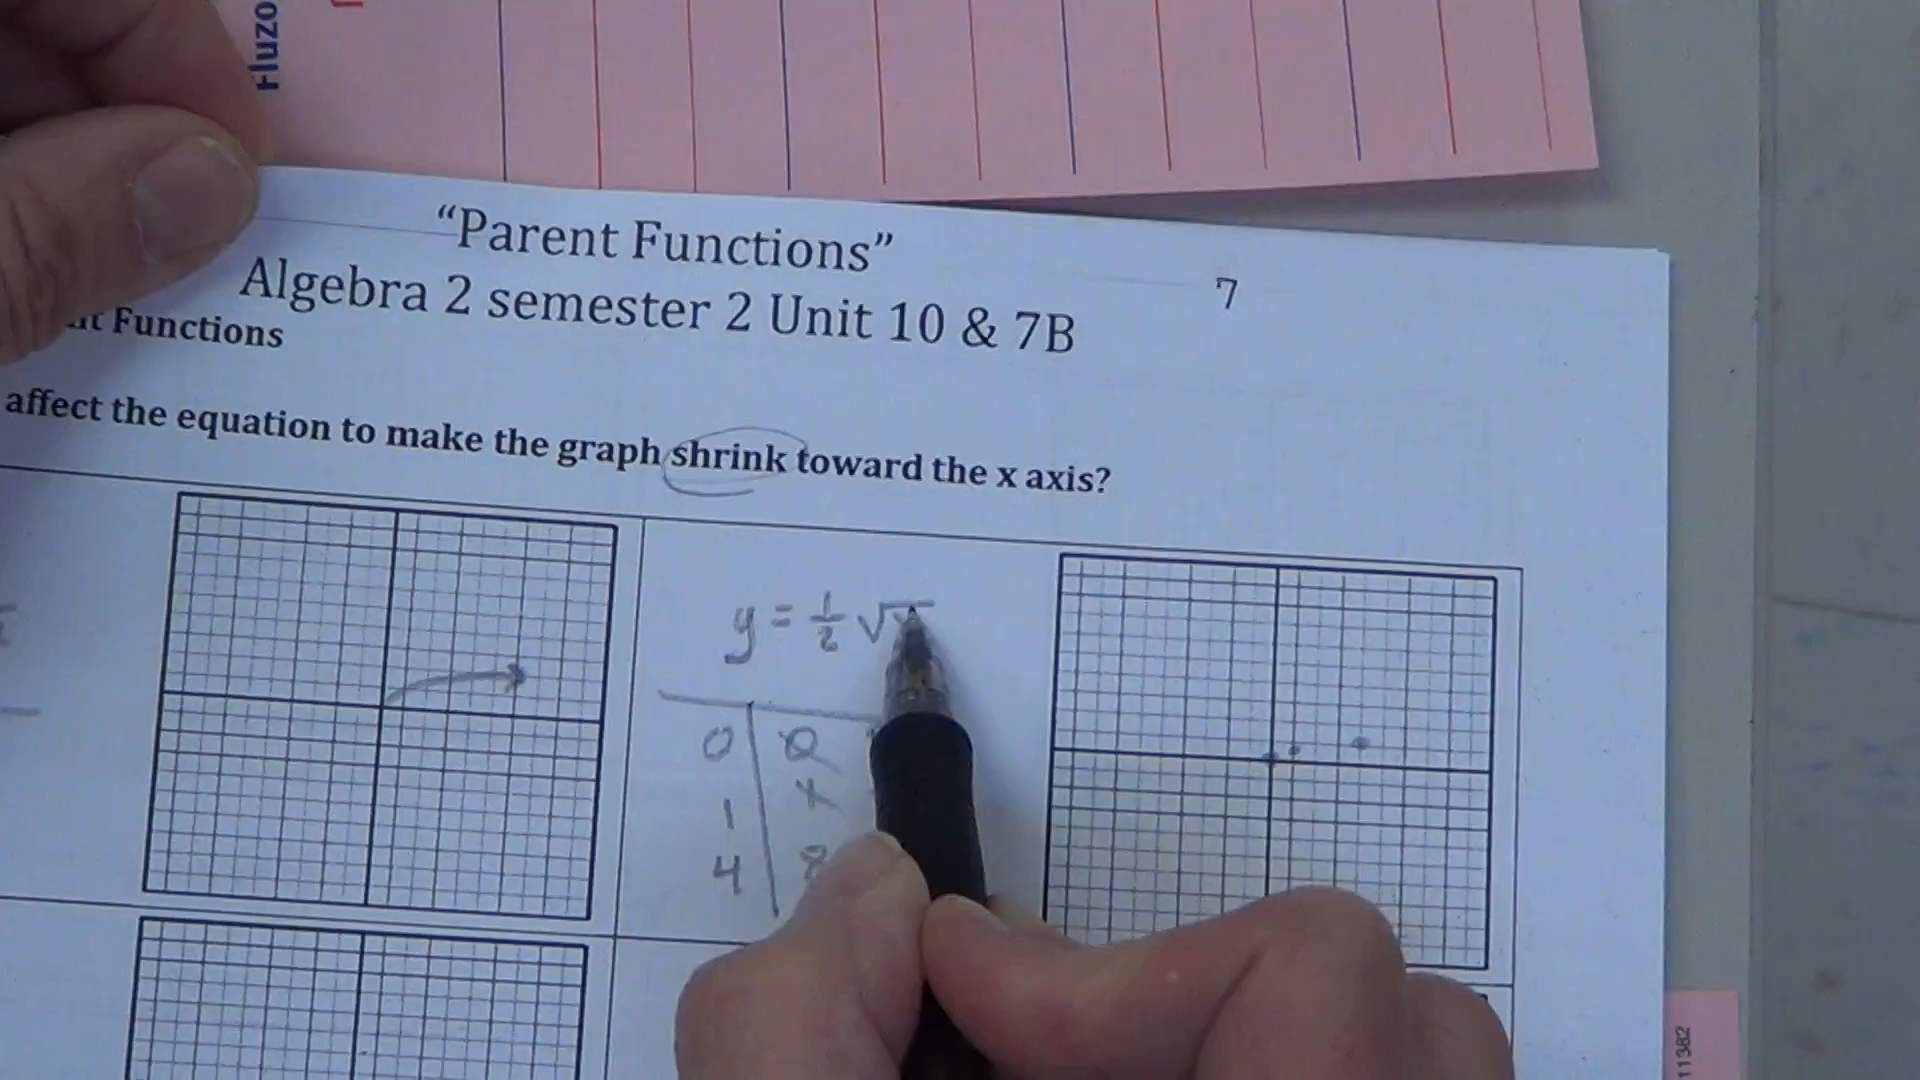 “Parent Functions”
7
Algebra 2 semester 2 Unit 10 & 7B
Functions
affect the equation to make the graph shrink toward the x axis?
y = 1/2 √x
0 0
1
4
11382